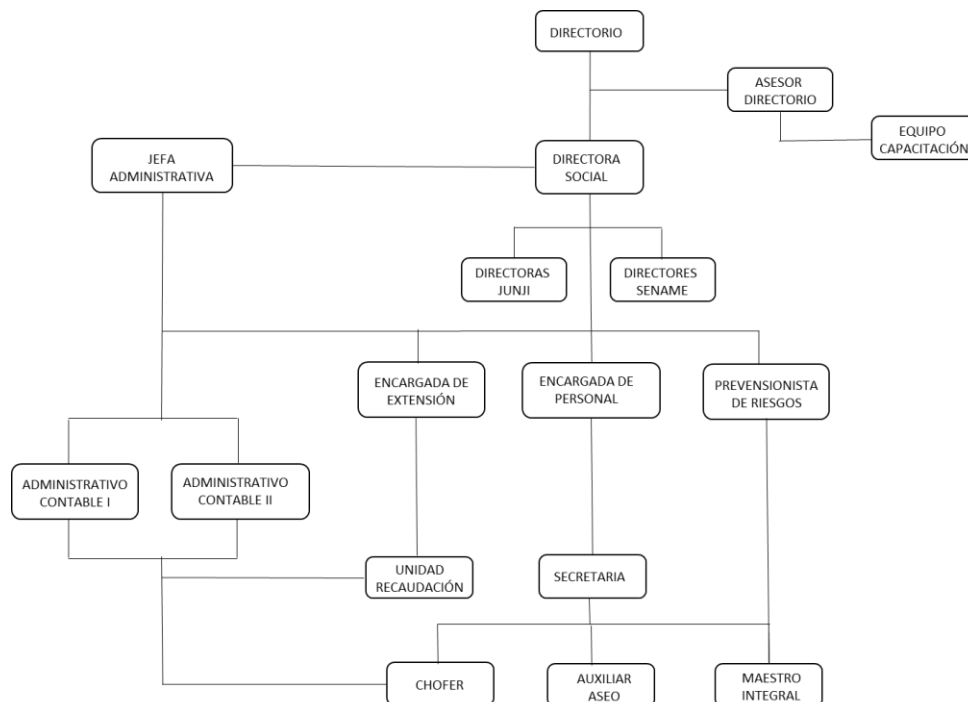 DIRECTORIO
ASESOR
DIRECTORIO
EQUIPO
CAPACITACIÓN
JEFA
ADMINISTRATIVA
DIRECTORA
SOCIAL
DIRECTORAS
JUNJI
DIRECTORES
SENAME
ENCARGADA DE
EXTENSIÓN
ENCARGADA DE
PERSONAL
PREVENSIONISTA
DE RIESGOS
ADMINISTRATIVO
CONTABLE I
ADMINISTRATIVO
CONTABLE II
UNIDAD
RECAUDACIÓN
SECRETARIA
CHOFER
AUXILIAR
ASEO
MAESTRO
INTEGRAL